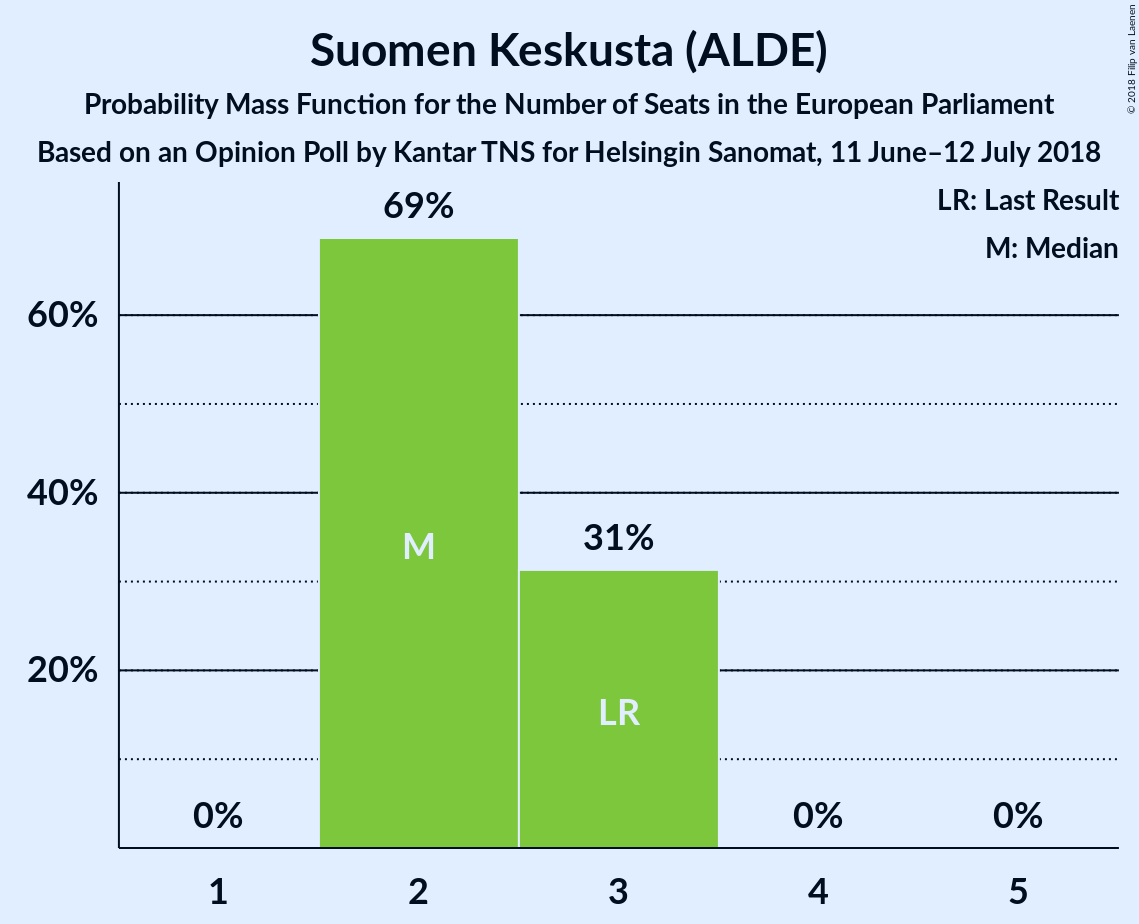 Suomen Keskusta (ALDE)
Probability Mass Function for the Number of Seats in the European Parliament
Based on an Opinion Poll by Kantar TNS for Helsingin Sanomat, 11 June–12 July 2018
© 2018 Filip van Laenen
LR: Last Result
M: Median
69%
60%
40%
31%
M
20%
LR
0%
0%
0%
1
2
3
4
5